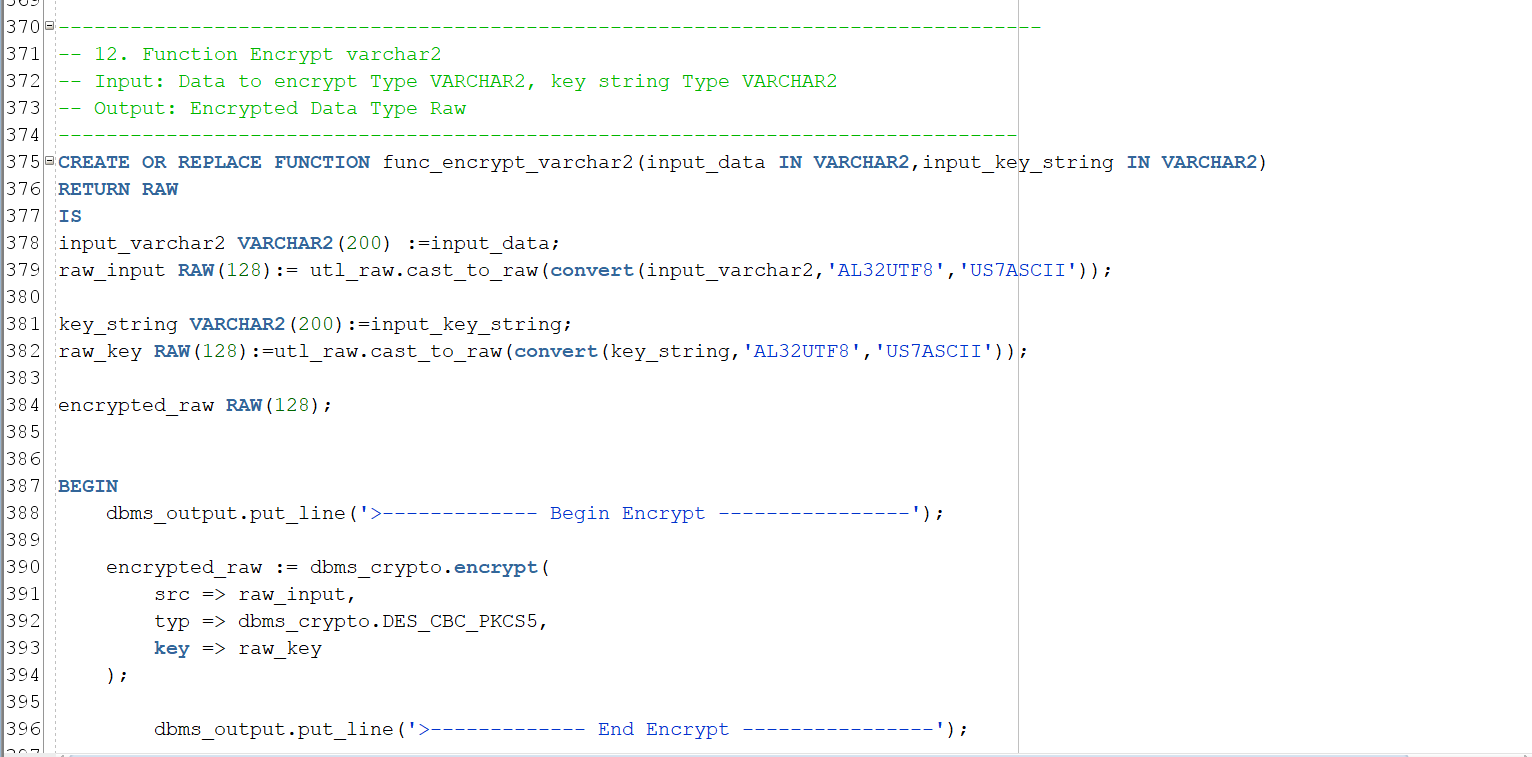 370----------------------------------------------------------------------------------
371 -- 12. Function Encrypt varchar2
372 -- Input: Data to encrypt Type VARCHAR2, key string Type VARCHAR2
373 -- Output: Encrypted Data Type Raw
374 --------------------------------------------------------------------------------
375 CREATE OR REPLACE FUNCTION func_encrypt_varchar2(input_data IN VARCHAR2,input_key_string IN VARCHAR2)
376 RETURN RAW
377 IS
378 input_varchar2 VARCHAR2(200) :=input_data;
379 raw_input RAW(128):= utl_raw.cast_to_raw(convert(input_varchar2,'AL32UTF8','US7ASCII'));
380
381 key_string VARCHAR2(200):=input_key_string;
382 raw_key RAW(128):=utl_raw.cast_to_raw(convert(key_string,'AL32UTF8','US7ASCII'));
383
384 encrypted_raw RAW(128);
385
386
387 BEGIN
388     dbms_output.put_line('>------------- Begin Encrypt ----------------');
389
390     encrypted_raw := dbms_crypto.encrypt(
391         src => raw_input,
392         typ => dbms_crypto.DES_CBC_PKCS5,
393         key => raw_key
394     );
395
396         dbms_output.put_line('>------------- End Encrypt ----------------');